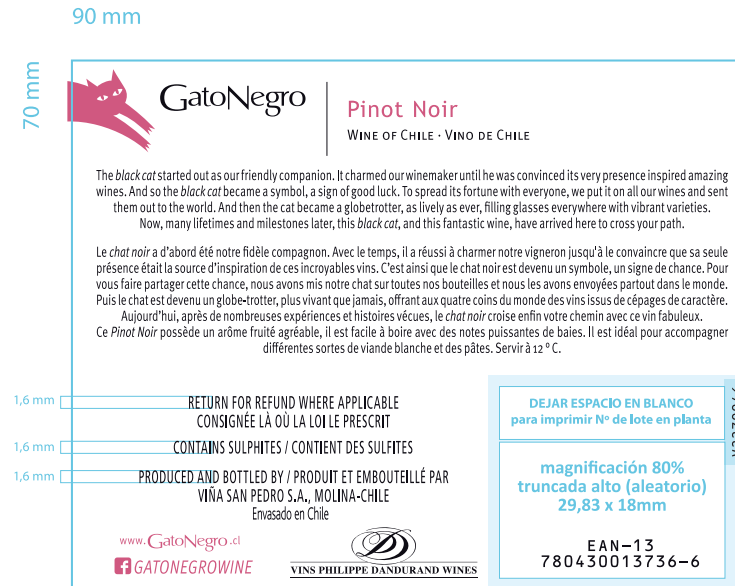 90 mm
70 mm
GatoNegro
Pinot Noir
WINE OF CHILE · VINO DE CHILE
The black cat started out as our friendly companion. It charmed our winemaker until he was convinced its very presence inspired amazing
wines. And so the black cat became a symbol, a sign of good luck. To spread its fortune with everyone, we put it on all our wines and sent
them out to the world. And then the cat became a globetrotter, as lively as ever, filling glasses everywhere with vibrant varieties.
Now, many lifetimes and milestones later, this black cat, and this fantastic wine, have arrived here to cross your path.
Le chat noir a d'abord été notre fidèle compagnon. Avec le temps, il a réussi à charmer notre vigneron jusqu'à le convaincre que sa seule
présence était la source d'inspiration de ces incroyables vins. C'est ainsi que le chat noir est devenu un symbole, un signe de chance. Pour
vous faire partager cette chance, nous avons mis notre chat sur toutes nos bouteilles et nous les avons envoyées partout dans le monde.
Puis le chat est devenu un globe-trotter, plus vivant que jamais, offrant aux quatre coins du monde des vins issus de cépages de caractère.
Aujourd'hui, après de nombreuses expériences et histoires vécues, le chat noir croise enfin votre chemin avec ce vin fabuleux.
Ce Pinot Noir possède un arôme fruité agréable, il est facile à boire avec des notes puissantes de baies. Il est idéal pour accompagner
différentes sortes de viande blanche et des pâtes. Servir à 12 º C.
1,6 mm
RETURN FOR REFUND WHERE APPLICABLE
CONSIGNÉE LÀ OÙ LA LOI LE PRESCRIT
1,6 mm
CONTAINS SULPHITES / CONTIENT DES SULFITES
1,6 mm
PRODUCED AND BOTTLED BY / PRODUIT ET EMBOUTEILLÉ PAR
VIÑA SAN PEDRO S.A., MOLINA-CHILE
Envasado en Chile
www.GatoNegro.cl
GATONEGROWINE
D
VINS PHILIPPE DANDURAND WINES
DEJAR ESPACIO EN BLANCO
para imprimir Nº de lote en planta
magnificación 80%
truncada alto (aleatorio)
29,83 x 18mm
EAN-13
780430013736-6